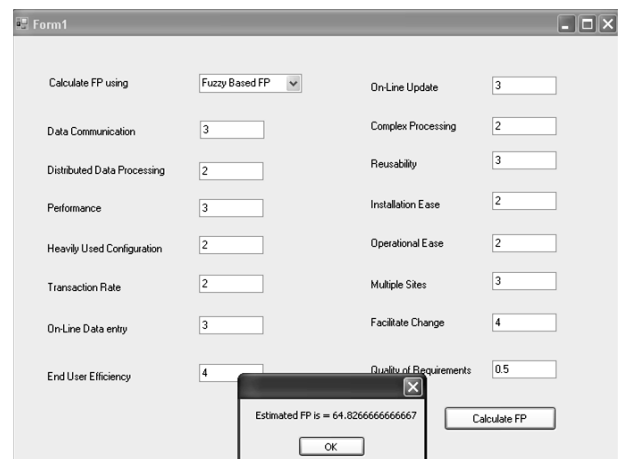 Form1
Calculate FP using Fuzzy Based FP
On-Line Update 3
Data Communication 3
Complex Processing 2
Distributed Data Processing 2
Reusability 3
Performance 3
Installation Ease 2
Heavily Used Configuration 2
Operational Ease 2
Transaction Rate 2
Multiple Sites 3
On-Line Data entry 3
Facilitate Change 4
End User Efficiency 4
Quality of Requirements 0.5
Estimated FP is = 64.8266666666667
OK
Calculate FP